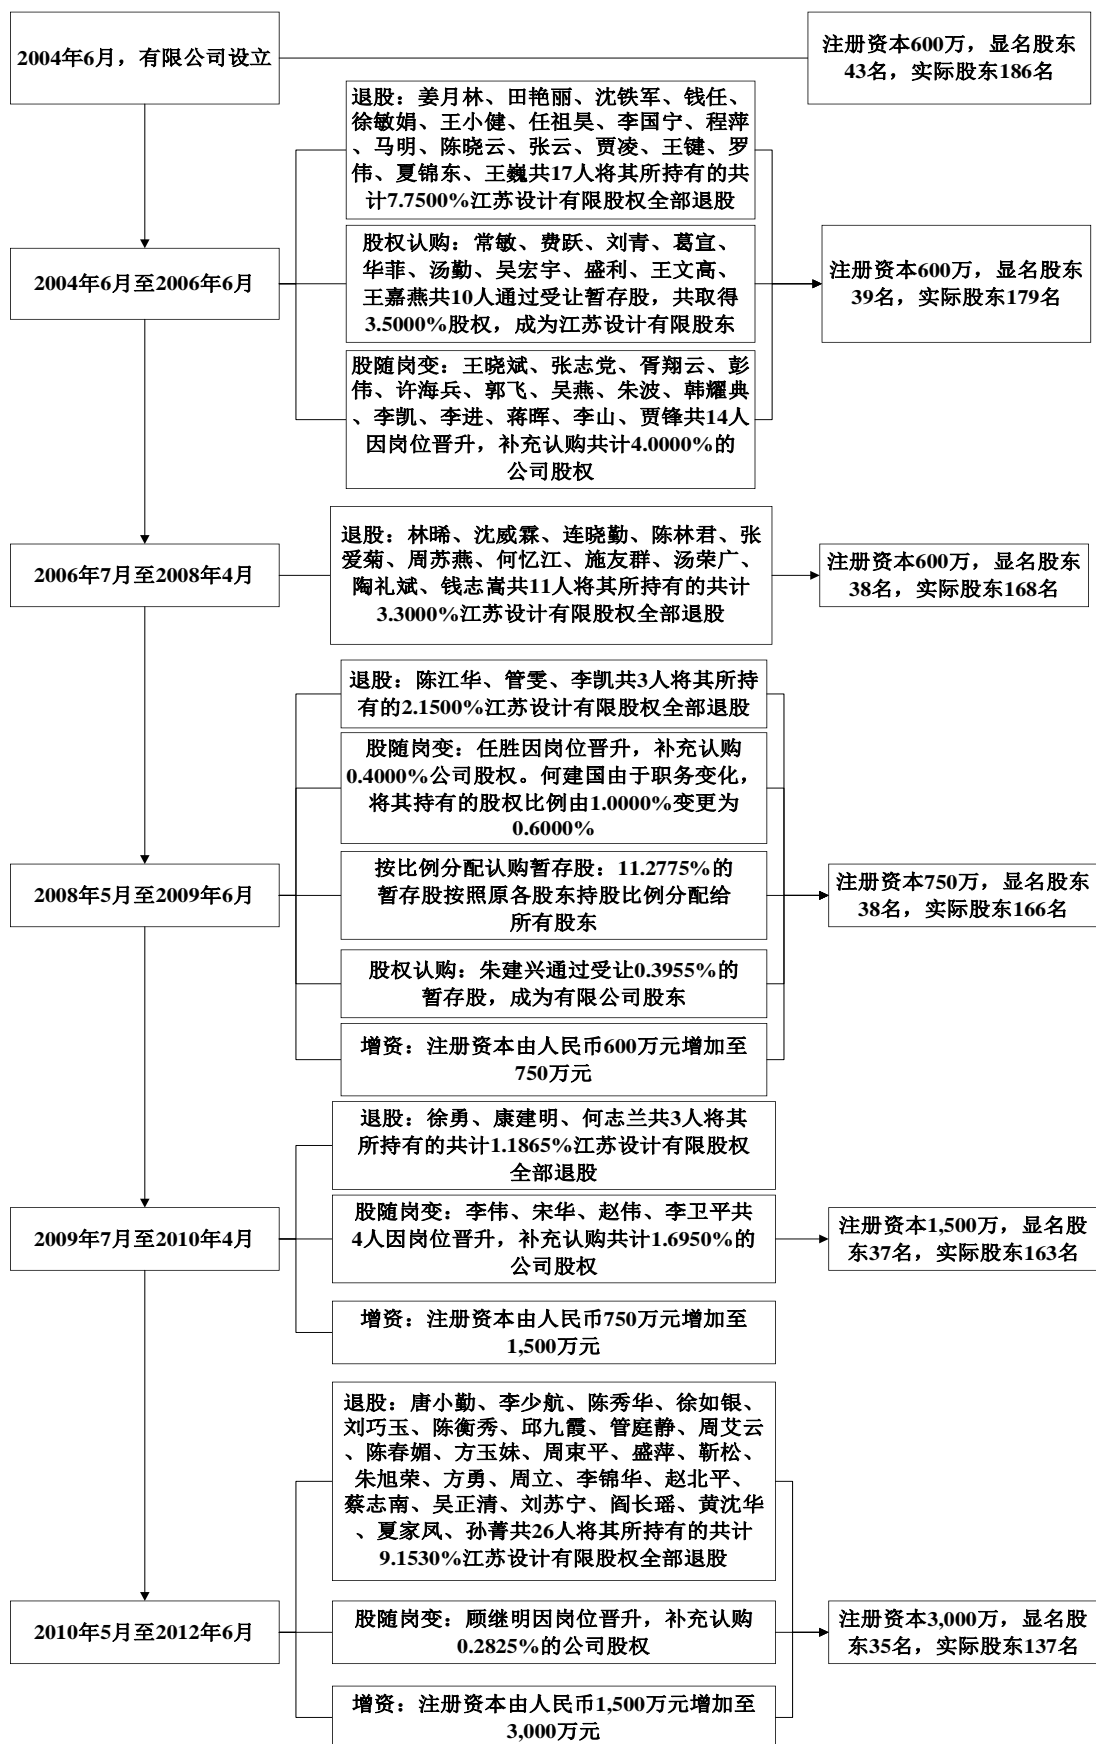 2004年6月，有限公司设立
注册资本600万，显名股东
43名，实际股东186名
退股：姜月林、田艳丽、沈铁军、钱任、
徐敏娟、王小健、任祖昊、李国宁、程萍
、马明、陈晓云、张云、贾凌、王键、罗
伟、夏锦东、王巍共17人将其所持有的共
计7.7500%江苏设计有限股权全部退股
2004年6月至2006年6月
股权认购：常敏、费跃、刘青、葛宜、
华菲、汤勤、吴宏宇、盛利、王文高、
王嘉燕共10人通过受让暂存股，共取得
3.5000%股权，成为江苏设计有限股东
注册资本600万，显名股东
39名，实际股东179名
股随岗变：王晓斌、张志党、胥翔云、彭
伟、许海兵、郭飞、吴燕、朱波、韩耀典
、李凯、李进、蒋晖、李山、贾锋共14人
因岗位晋升，补充认购共计4.0000%的
公司股权
2006年7月至2008年4月
退股：林晞、沈威霖、连晓勤、陈林君、张
爱菊、周苏燕、何忆江、施友群、汤荣广、
陶礼斌、钱志嵩共11人将其所持有的共计
3.3000%江苏设计有限股权全部退股
注册资本600万，显名股东
38名，实际股东168名
退股：陈江华、管雯、李凯共3人将其所持
有的2.1500%江苏设计有限股权全部退股
股随岗变：任胜因岗位晋升，补充认购
0.4000%公司股权。何建国由于职务变化，
将其持有的股权比例由1.0000%变更为
0.6000%
2008年5月至2009年6月
按比例分配认购暂存股：11.2775%的
暂存股按照原各股东持股比例分配给
所有股东
注册资本750万，显名股东
38名，实际股东166名
股权认购：朱建兴通过受让0.3955%的
暂存股，成为有限公司股东
增资：注册资本由人民币600万元增加至
750万元
退股：徐勇、康建明、何志兰共3人将其
所持有的共计1.1865%江苏设计有限股权
全部退股
2009年7月至2010年4月
股随岗变：李伟、宋华、赵伟、李卫平共
4人因岗位晋升，补充认购共计1.6950%的
公司股权
注册资本1,500万，显名股
东37名，实际股东163名
增资：注册资本由人民币750万元增加至
1,500万元
退股：唐小勤、李少航、陈秀华、徐如银、
刘巧玉、陈衡秀、邱九霞、管庭静、周艾云
、陈春媚、方玉妹、周束平、盛萍、靳松、
朱旭荣、方勇、周立、李锦华、赵北平、
蔡志南、吴正清、刘苏宁、阎长瑶、黄沈华
、夏家凤、孙菁共26人将其所持有的共计
9.1530%江苏设计有限股权全部退股
2010年5月至2012年6月
股随岗变：顾继明因岗位晋升，补充认购
0.2825%的公司股权
注册资本3,000万，显名股
东35名，实际股东137名
增资：注册资本由人民币1,500万元增加至
3,000万元